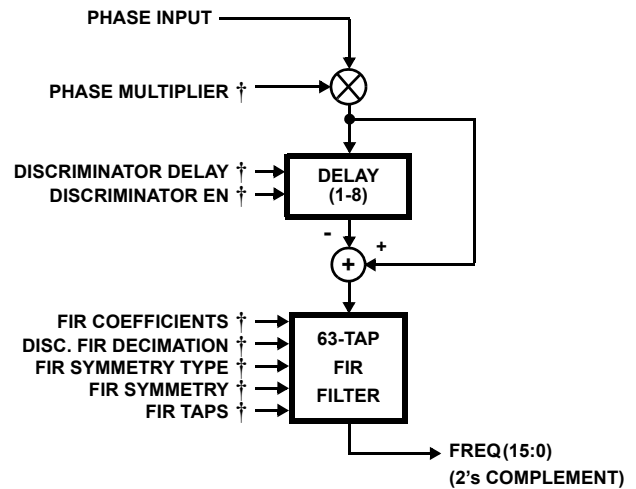 PHASE INPUT
PHASE MULTIPLIER †
DISCRIMINATOR DELAY †
DISCRIMINATOR EN †
DELAY
(1-8)
-
+
+
FIR COEFFICIENTS †
DISC. FIR DECIMATION †
FIR SYMMETRY TYPE †
FIR SYMMETRY †
FIR TAPS †
63-TAP
FIR
FILTER
FREQ(15:0)
(2's COMPLEMENT)